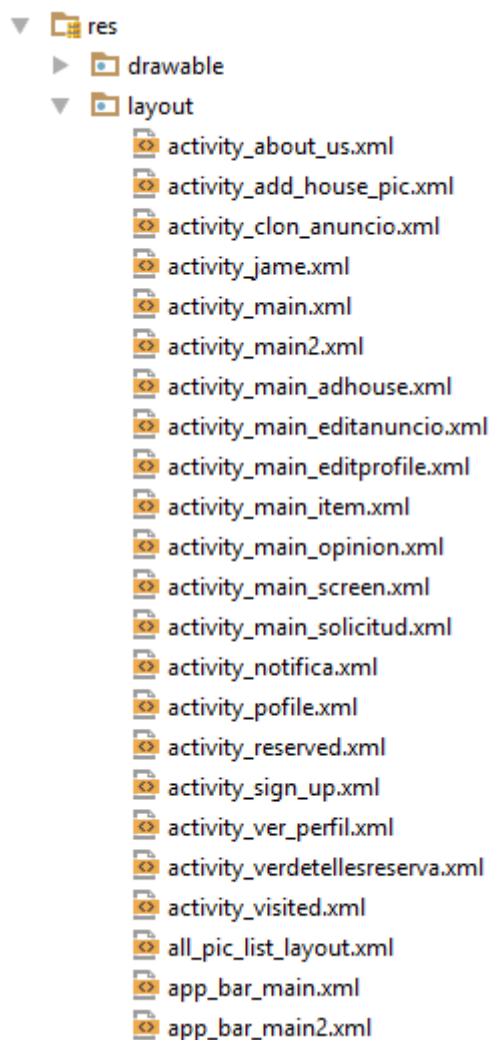 res
drawable
layout
activity_about_us.xml
activity_add_house_pic.xml
activity_clon_anuncio.xml
activity_jame.xml
activity_main.xml
activity_main2.xml
activity_main_adhouse.xml
activity_main_editanuncio.xml
activity_main_editprofile.xml
activity_main_item.xml
activity_main_opinion.xml
activity_main_screen.xml
activity_main_solicitud.xml
activity_notifica.xml
activity_pofile.xml
activity_reserved.xml
activity_sign_up.xml
activity_ver_perfil.xml
activity_verdetellesreserva.xml
activity_visited.xml
all_pic_list_layout.xml
app_bar_main.xml
app_bar_main2.xml